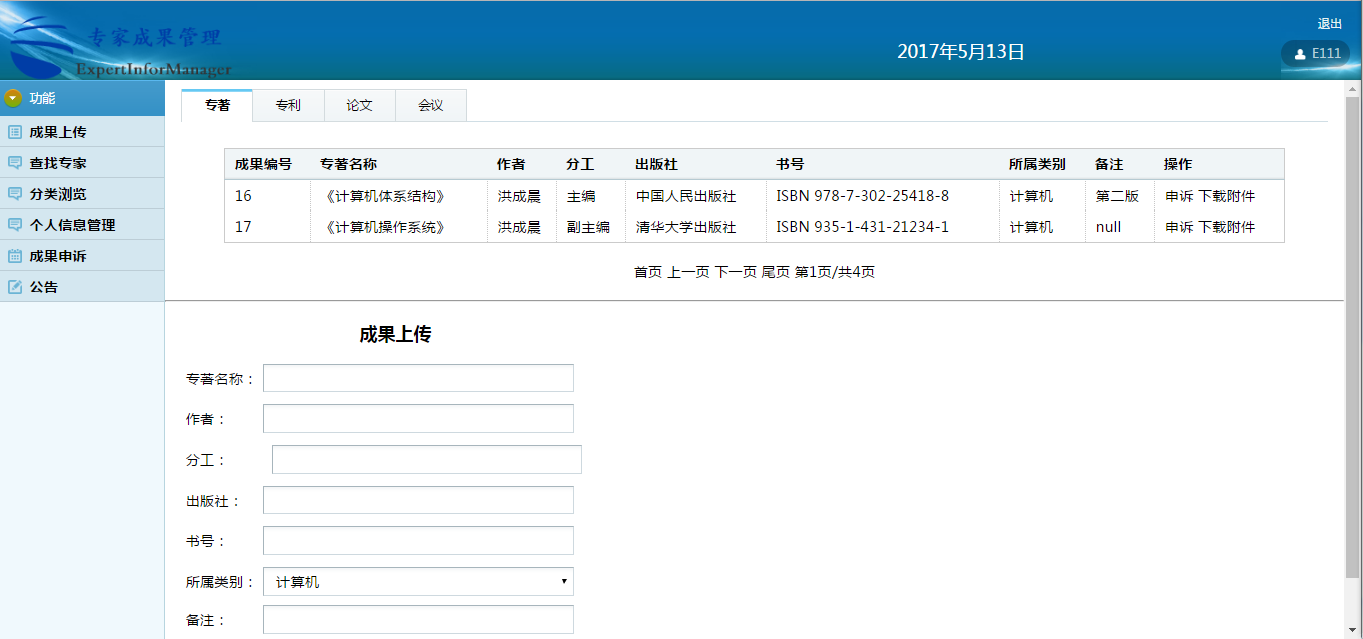 专家成果管理
ExpertInforManager
2017年5月13日
退出
E111
功能
成果上传
查找专家
分类浏览
个人信息管理
成果申诉
公告
专著 专利 论文 会议
成果编号 专著名称 作者 分工 出版社 书号 所属类别 备注 操作
16 《计算机体系结构》 洪成晨 主编 中国人民出版社 ISBN 978-7-302-25418-8 计算机 第二版 申诉 下载附件
17 《计算机操作系统》 洪成晨 副主编 清华大学出版社 ISBN 935-1-431-21234-1 计算机 null 申诉 下载附件
首页 上一页 下一页 尾页 第1页/共4页
成果上传
专著名称：
作者：
分工：
出版社：
书号：
所属类别： 计算机
备注：